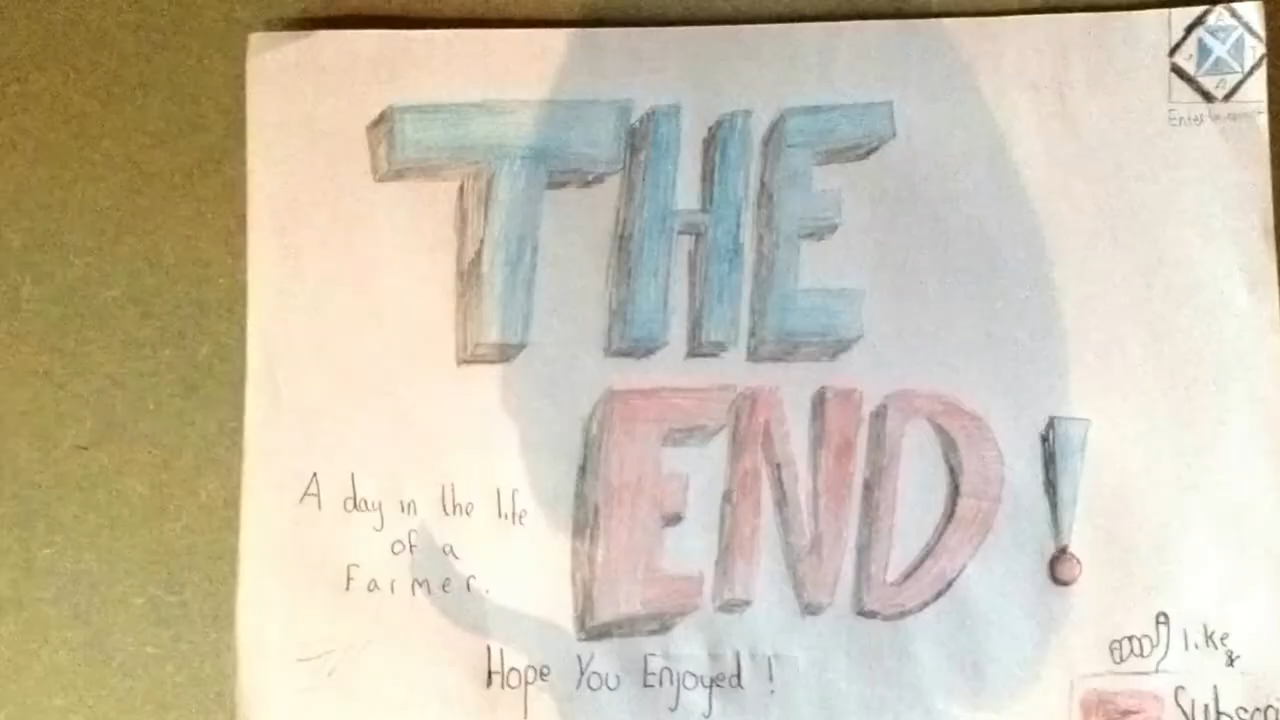 THE
END!
A day in the life
of a
Farmer.
Hope You Enjoyed !
like
&